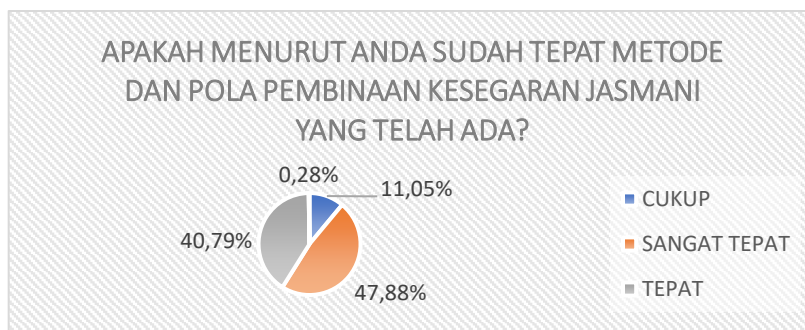 APAKAH MENURUT ANDA SUDAH TEPAT METODE
DAN POLA PEMBINAAN KESEGARAN JASMANI
YANG TELAH ADA?
0,28%
11,05%
40,79%
47,88%
CUKUP
SANGAT TEPAT
TEPAT